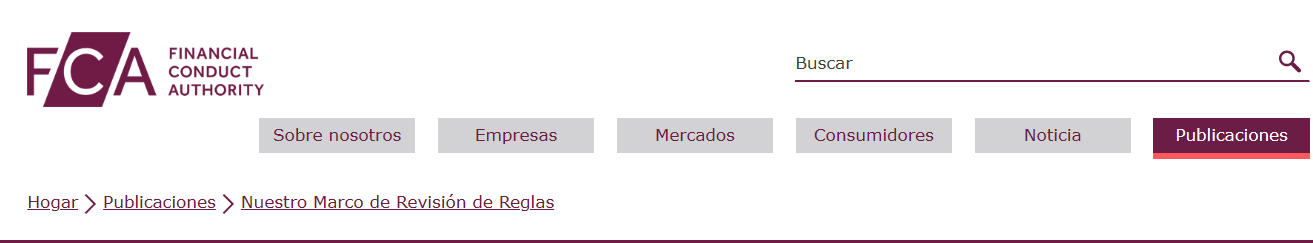 FCA FINANCIAL
CONDUCT
AUTHORITY
Buscar
Sobre nosotros Empresas Mercados Consumidores Noticia Publicaciones
Hogar Publicaciones Nuestro Marco de Revisión de Reglas